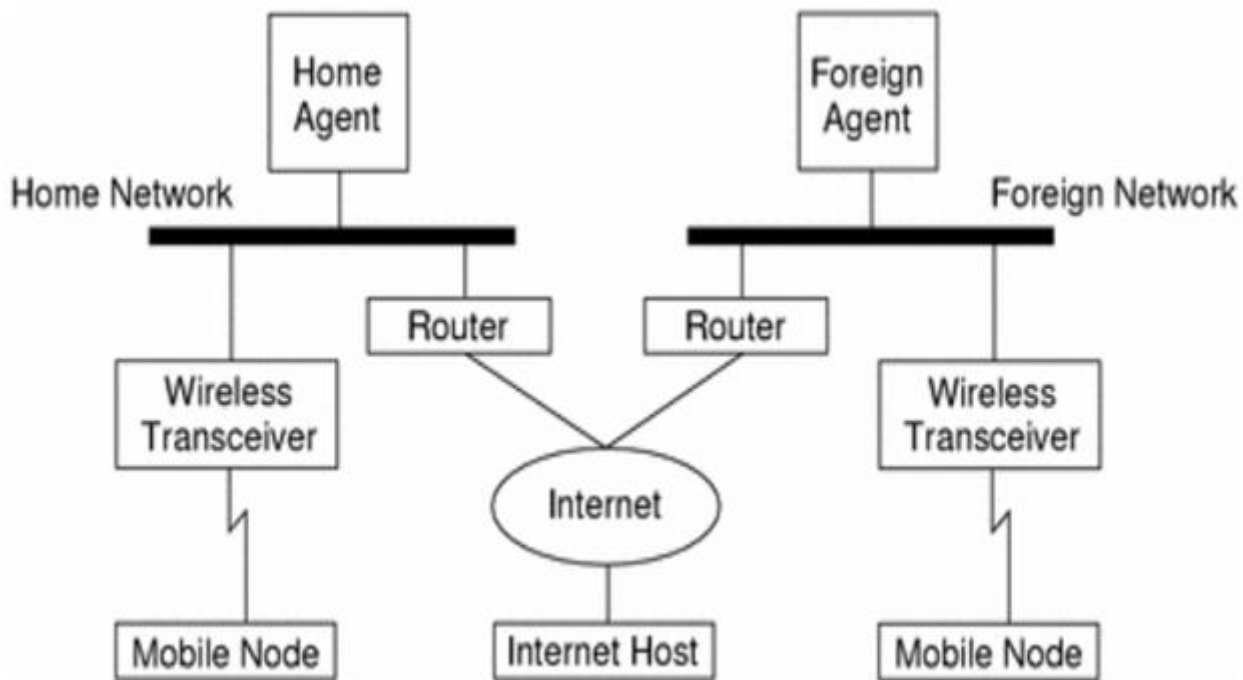 Home
Agent
Foreign
Agent
Home Network
Foreign Network
Router
Router
Wireless
Transceiver
Wireless
Transceiver
Internet
Mobile Node
Internet Host
Mobile Node